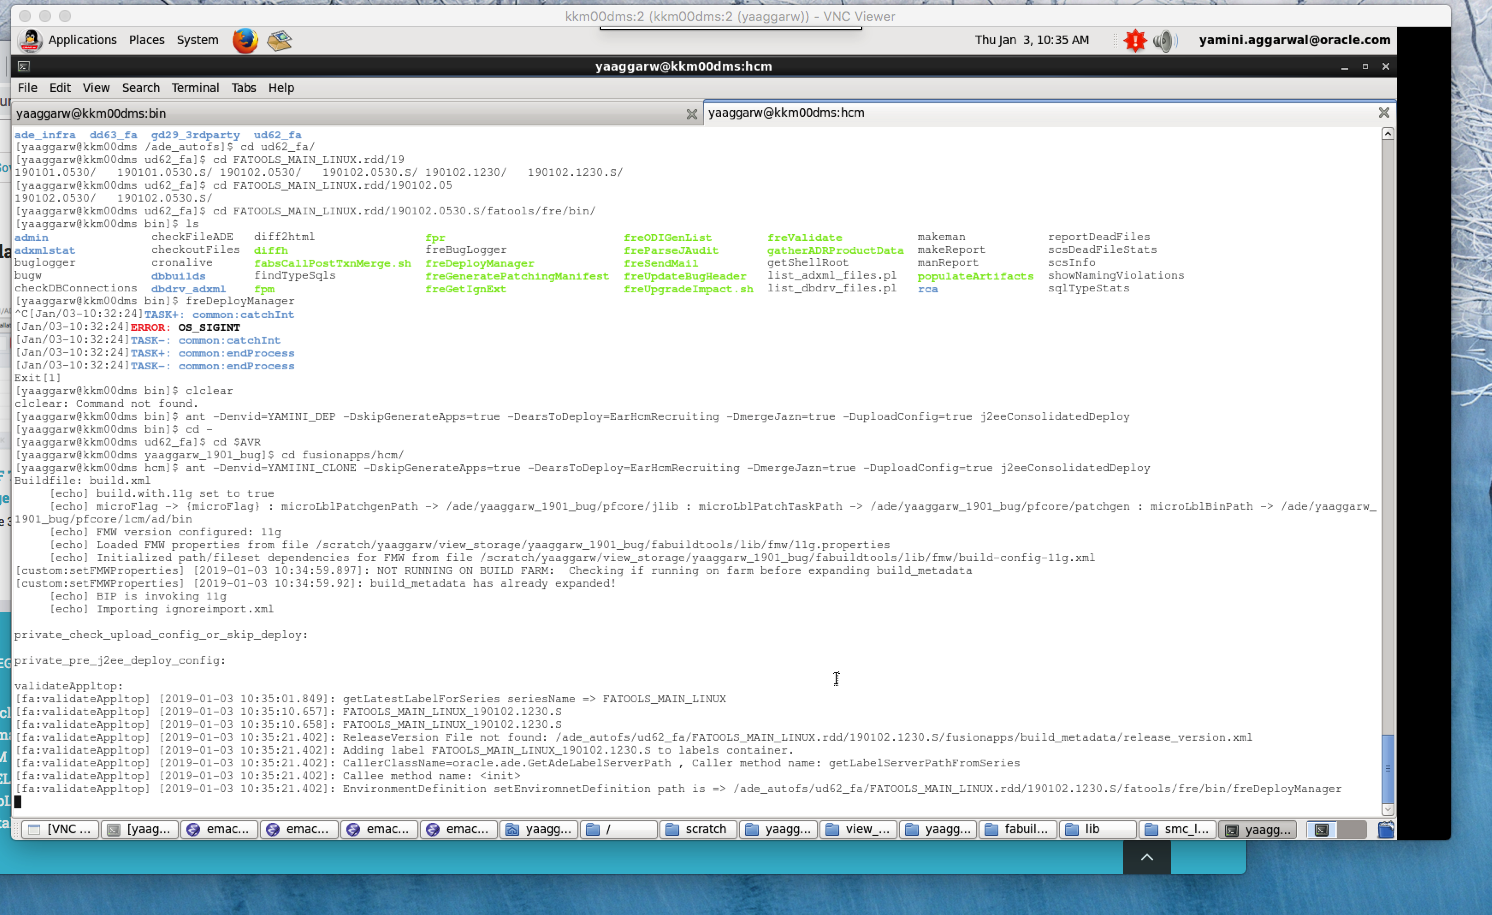 kkm00dms:2 (kkm00dms:2 (yaaggarw)) - VNC Viewer
Applications Places System Thu Jan 3, 10:35 AM yamini.aggarwal@oracle.com
yaaggarw@kkm00dms:hcm
File Edit View Search Terminal Tabs Help
yaaggarw@kkm00dms:bin yaaggarw@kkm00dms:hcm
ade_infra dd63_fa gd29_3rdparty ud62_fa
[yaaggarw@kkm00dms /ade_autofs]$ cd ud62_fa/
[yaaggarw@kkm00dms ud62_fa]$ cd FATOOLS_MAIN_LINUX.rdd/19
190101.0530/ 190101.0530.S/ 190102.0530/ 190102.0530.S/ 190102.1230/ 190102.1230.S/
[yaaggarw@kkm00dms ud62_fa]$ cd FATOOLS_MAIN_LINUX.rdd/190102.05
190102.0530/ 190102.0530.S/
[yaaggarw@kkm00dms ud62_fa]$ cd FATOOLS_MAIN_LINUX.rdd/190102.0530.S/fatools/fre/bin/
[yaaggarw@kkm00dms bin]$ ls
admin checkFileADE diff2html fpr freODIGenList freValidate makeman reportDeadFiles
adxmlstat checkoutFiles diffh freBugLogger freParseJAudit gatherADRProductData makeReport scsDeadFileStats
buglogger cronalive fabsCallPostTxnMerge.sh freDeployManager freSendMail getShellRoot manReport scsInfo
bugw dbbuilds findTypeSqls freGeneratePatchingManifest freUpdateBugHeader list_adxml_files.pl populateArtifacts showNamingViolations
checkDBConnections dbdrv_adxml fpm freGetIgnExt freUpgradeImpact.sh list_dbdrv_files.pl rca sqlTypeStats
[yaaggarw@kkm00dms bin]$ freDeployManager
^C[Jan/03-10:32:24]TASK+: common:catchInt
[Jan/03-10:32:24]ERROR: OS_SIGINT
[Jan/03-10:32:24]TASK-: common:catchInt
[Jan/03-10:32:24]TASK+: common:endProcess
[Jan/03-10:32:24]TASK-: common:endProcess
Exit[1]
[yaaggarw@kkm00dms bin]$ clclear
clclear: Command not found.
[yaaggarw@kkm00dms bin]$ ant -Denvid=YAMINI_DEP -DskipGenerateApps=true -DearsToDeploy=EarHcmRecruiting -DmergeJazn=true -DuploadConfig=true j2eeConsolidatedDeploy
[yaaggarw@kkm00dms bin]$ cd -
[yaaggarw@kkm00dms ud62_fa]$ cd $AVR
[yaaggarw@kkm00dms yaaggarw_1901_bug]$ cd fusionapps/hcm/
[yaaggarw@kkm00dms hcm]$ ant -Denvid=YAMIINI_CLONE -DskipGenerateApps=true -DearsToDeploy=EarHcmRecruiting -DmergeJazn=true -DuploadConfig=true j2eeConsolidatedDeploy
Buildfile: build.xml
[echo] build.with.11g set to true
[echo] microFlag -> {microFlag} : microLblPatchgenPath -> /ade/yaaggarw_1901_bug/pfcore/jlib : microLblPatchTaskPath -> /ade/yaaggarw_1901_bug/pfcore/patchgen : microLblBinPath -> /ade/yaaggarw_
1901_bug/pfcore/lcm/ad/bin
[echo] FMW version configured: 11g
[echo] Loaded FMW properties from file /scratch/yaaggarw/view_storage/yaaggarw_1901_bug/fabuildtools/lib/fmw/11g.properties
[echo] Initialized path/fileset dependencies for FMW from file /scratch/yaaggarw/view_storage/yaaggarw_1901_bug/fabuildtools/lib/fmw/build-config-11g.xml
[custom:setFMWProperties] [2019-01-03 10:34:59.897]: NOT RUNNING ON BUILD FARM: Checking if running on farm before expanding build_metadata
[custom:setFMWProperties] [2019-01-03 10:34:59.92]: build_metadata has already expanded!
[echo] BIP is invoking 11g
[echo] Importing ignoreimport.xml
private_check_upload_config_or_skip_deploy:
private_pre_j2ee_deploy_config:
validateAppltop:
[fa:validateAppltop] [2019-01-03 10:35:01.849]: getLatestLabelForSeries seriesName => FATOOLS_MAIN_LINUX
[fa:validateAppltop] [2019-01-03 10:35:10.657]: FATOOLS_MAIN_LINUX_190102.1230.S
[fa:validateAppltop] [2019-01-03 10:35:10.658]: FATOOLS_MAIN_LINUX_190102.1230.S
[fa:validateAppltop] [2019-01-03 10:35:21.402]: ReleaseVersion File not found: /ade_autofs/ud62_fa/FATOOLS_MAIN_LINUX.rdd/190102.1230.S/fusionapps/build_metadata/release_version.xml
[fa:validateAppltop] [2019-01-03 10:35:21.402]: Adding label FATOOLS_MAIN_LINUX_190102.1230.S to labels container.
[fa:validateAppltop] [2019-01-03 10:35:21.402]: CallerClassName=oracle.ade.GetAdeLabelServerPath , Caller method name: getLabelServerPathFromSeries
[fa:validateAppltop] [2019-01-03 10:35:21.402]: Callee method name: <init>
[fa:validateAppltop] [2019-01-03 10:35:21.402]: EnvironmentDefinition setEnviromnetDefinition path is => /ade_autofs/ud62_fa/FATOOLS_MAIN_LINUX.rdd/190102.1230.S/fatools/fre/bin/freDeployManager
[VNC ... [yaag... emac... emac... emac... emac... yaagg... / scratch yaagg... view_... yaagg... fabuil... lib smc_l... yaagg...